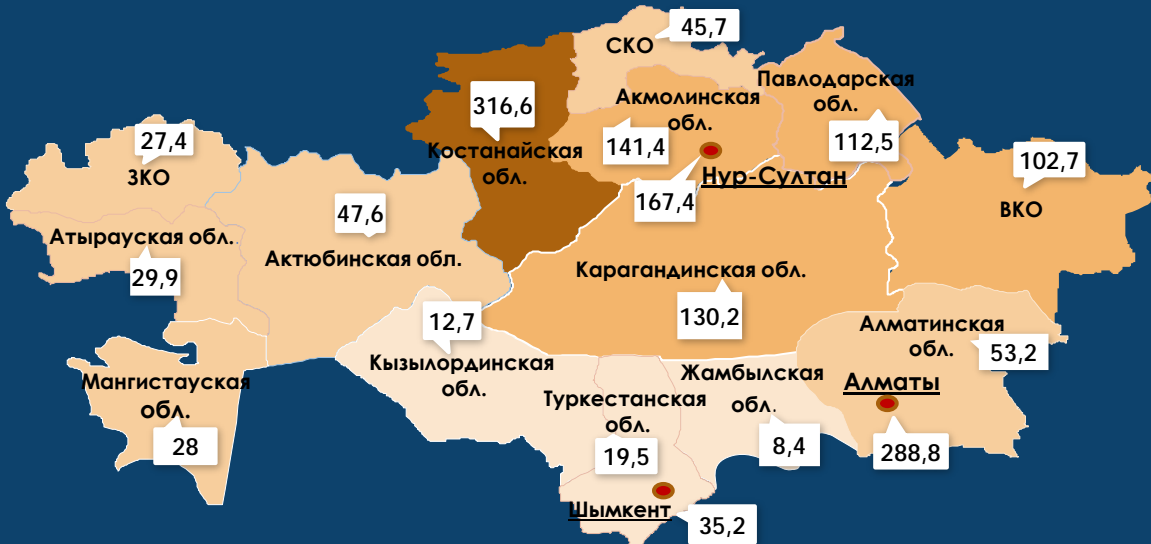 45,7
СКО
Павлодарская
обл.
112,5
316,6
Акмолинская
обл.
141,4
27,4
ЗКО
Костанайская
обл.
Нур-Султан
167,4
102,7
ВКО
47,6
Атырауская обл.
29,9
Актюбинская обл.
Карагандинская обл.
130,2
12,7
Кызылординская
обл.
Алматинская
обл.
53,2
Мангистауская
обл.
28
Жамбылская
обл.
8,4
Алматы
288,8
Туркестанская
обл.
19,5
Шымкент
35,2